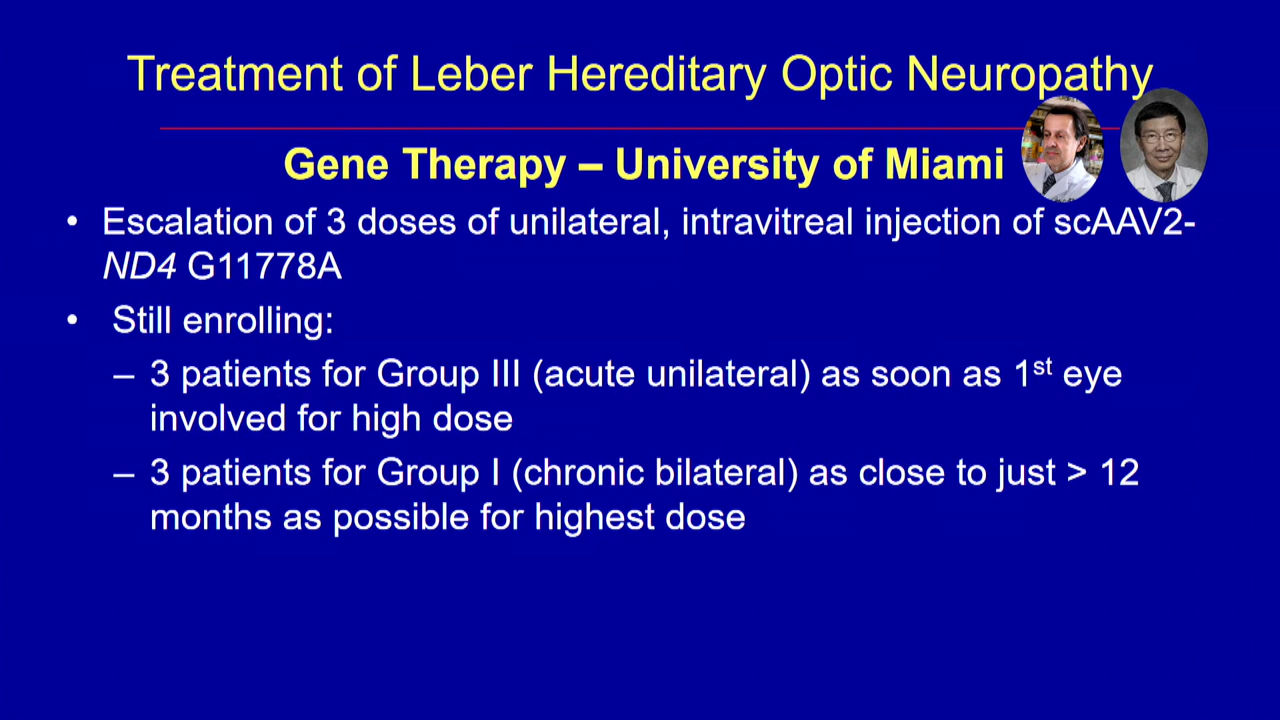 Treatment of Leber Hereditary Optic Neuropathy
Gene Therapy – University of Miami
• Escalation of 3 doses of unilateral, intravitreal injection of scAAV2-
ND4 G11778A
• Still enrolling:
– 3 patients for Group III (acute unilateral) as soon as 1st eye
involved for high dose
– 3 patients for Group I (chronic bilateral) as close to just > 12
months as possible for highest dose